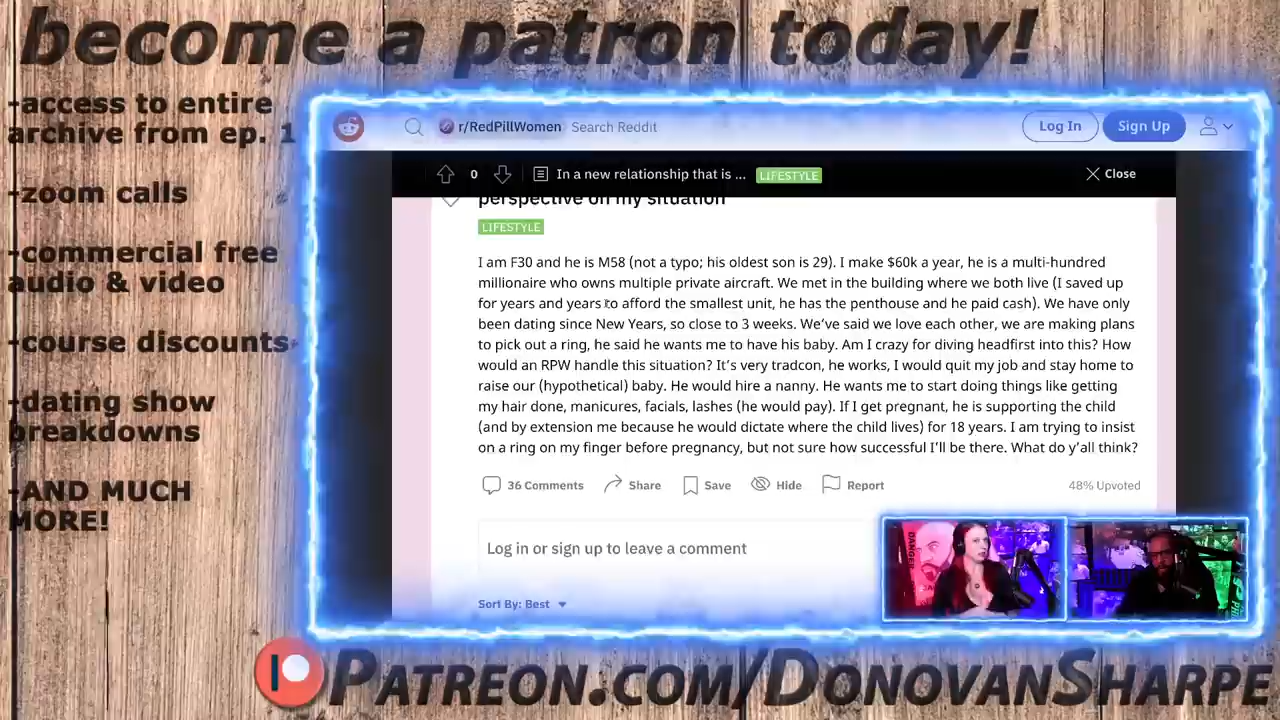 become a patron today!
-access to entire
archive from ep. 1
-zoom calls
-commercial free
audio & video
-course discounts
-dating show
breakdowns
-AND MUCH
MORE!
r/RedPillWomen Search Reddit
Log In
Sign Up
0
In a new relationship that is ...
LIFESTYLE
Close
perspective on my situation
LIFESTYLE
I am F30 and he is M58 (not a typo; his oldest son is 29). I make $60k a year, he is a multi-hundred
millionaire who owns multiple private aircraft. We met in the building where we both live (I saved up
for years and years to afford the smallest unit, he has the penthouse and he paid cash). We have only
been dating since New Years, so close to 3 weeks. We've said we love each other, we are making plans
to pick out a ring, he said he wants me to have his baby. Am I crazy for diving headfirst into this? How
would an RPW handle this situation? It's very tradcon, he works, I would quit my job and stay home to
raise our (hypothetical) baby. He would hire a nanny. He wants me to start doing things like getting
my hair done, manicures, facials, lashes (he would pay). If I get pregnant, he is supporting the child
(and by extension me because he would dictate where the child lives) for 18 years. I am trying to insist
on a ring on my finger before pregnancy, but not sure how successful I'll be there. What do y'all think?
36 Comments
Share
Save
Hide
Report
48% Upvoted
Log in or sign up to leave a comment
Sort By: Best
DANGER
Patreon.com/DonovanSharpe